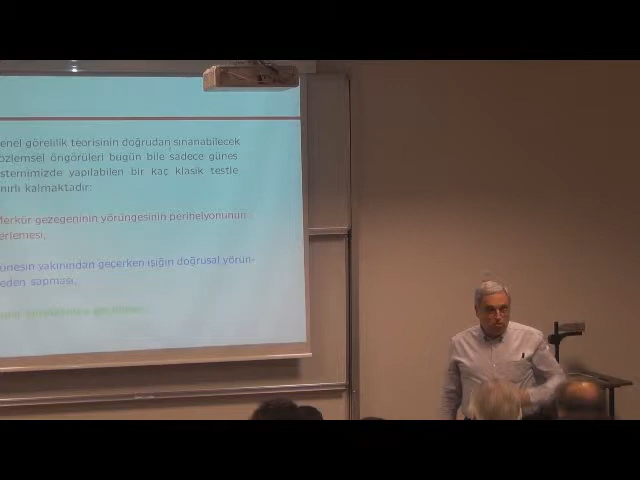 enel görelilik teorisinin doğrudan sınanabilecek
özlemsel öngörüleri bugün bile sadece güneş
stemimizde yapılabilen bir kaç klasik testle
nırlı kalmaktadır:
Merkür gezegeninin yörüngesinin perihelyonunun
erlemesi,
üneşin yakınından geçerken ışığın doğrusal yörün-
eden sapması,